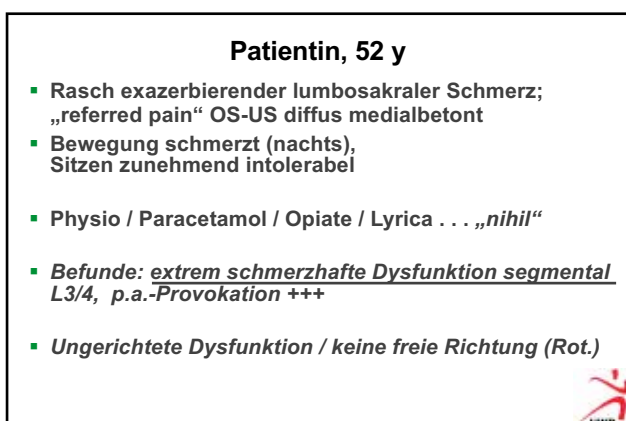 Patientin, 52 y
▪ Rasch exazerbierender lumbosakraler Schmerz;
„referred pain“ OS-US diffus medialbetont
▪ Bewegung schmerzt (nachts),
Sitzen zunehmend intolerabel
▪ Physio / Paracetamol / Opiate / Lyrica . . . „nihil“
▪ Befunde: extrem schmerzhafte Dysfunktion segmental
L3/4, p.a.-Provokation +++
▪ Ungerichtete Dysfunktion / keine freie Richtung (Rot.)